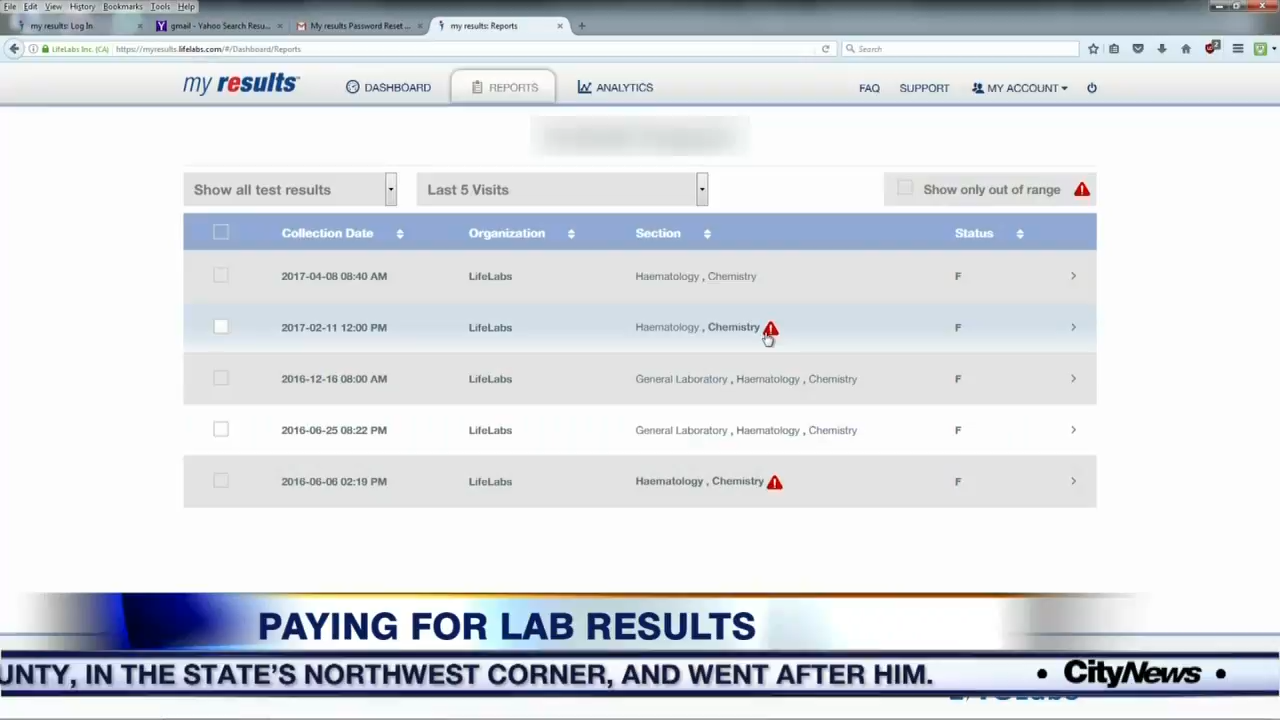 File Edit View History Bookmarks Tools Help
my results: Log In × gmail - Yahoo Search Resu... × My results Password Reset ... × my results: Reports × +
LifeLabs Inc. (CA) https://myresults.lifelabs.com/#/Dashboard/Reports Search
my results DASHBOARD REPORTS ANALYTICS FAQ SUPPORT MY ACCOUNT
Show all test results Last 5 Visits Show only out of range
Collection Date Organization Section Status
2017-04-08 08:40 AM LifeLabs Haematology , Chemistry F
2017-02-11 12:00 PM LifeLabs Haematology , Chemistry F
2016-12-16 08:00 AM LifeLabs General Laboratory , Haematology , Chemistry F
2016-06-25 08:22 PM LifeLabs General Laboratory , Haematology , Chemistry F
2016-06-06 02:19 PM LifeLabs Haematology , Chemistry F
PAYING FOR LAB RESULTS
UNTY, IN THE STATE'S NORTHWEST CORNER, AND WENT AFTER HIM. • CityNews •